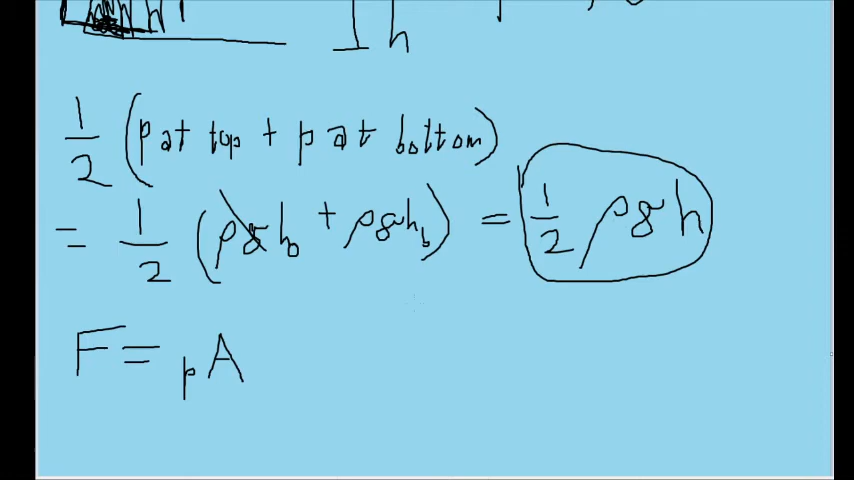 h
1/2 (p at top + p at bottom)
= 1/2 (ρgh₀ + ρgh_b) = 1/2 ρgh
F = pA